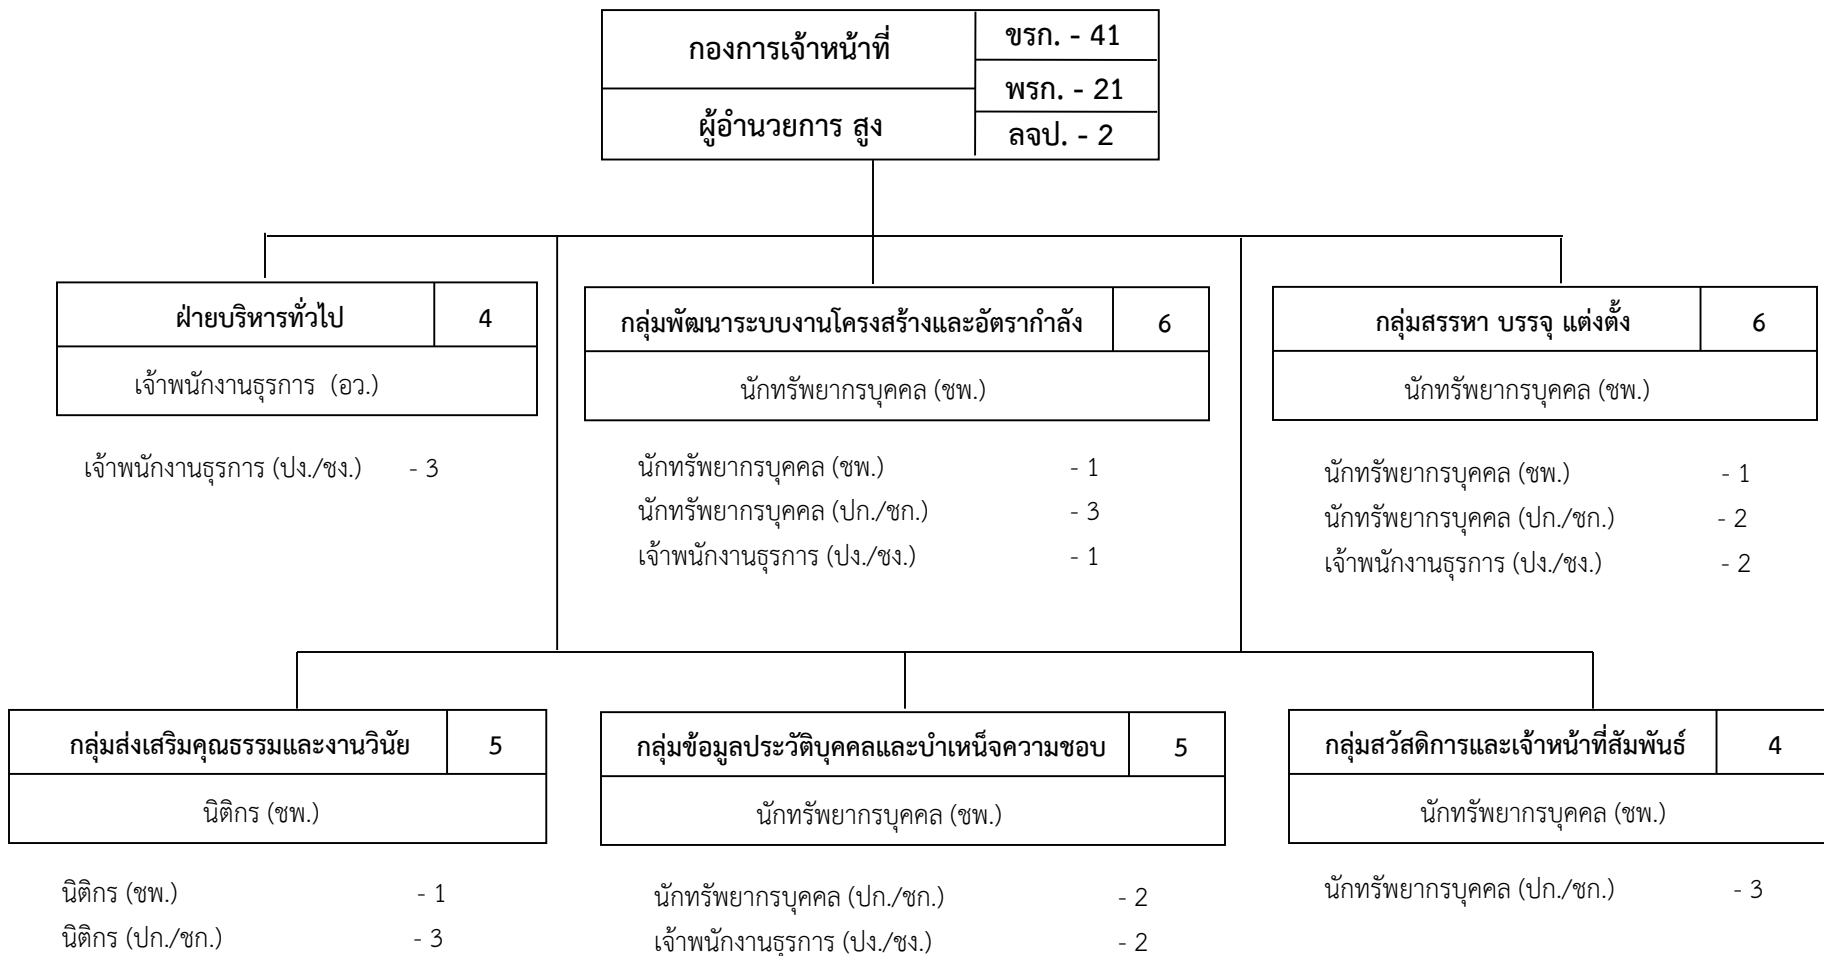 กองการเจ้าหน้าที่
ขรก. - 41
พรก. - 21
ผู้อำนวยการ สูง
ลจป. - 2
ฝ่ายบริหารทั่วไป 4
เจ้าพนักงานธุรการ (อว.)
เจ้าพนักงานธุรการ (ปง./ชง.) - 3
กลุ่มพัฒนาระบบงานโครงสร้างและอัตรากำลัง 6
นักทรัพยากรบุคคล (ชพ.)
นักทรัพยากรบุคคล (ชพ.) - 1
นักทรัพยากรบุคคล (ปก./ชก.) - 3
เจ้าพนักงานธุรการ (ปง./ชง.) - 1
กลุ่มสรรหา บรรจุ แต่งตั้ง 6
นักทรัพยากรบุคคล (ชพ.)
นักทรัพยากรบุคคล (ชพ.) - 1
นักทรัพยากรบุคคล (ปก./ชก.) - 2
เจ้าพนักงานธุรการ (ปง./ชง.) - 2
กลุ่มส่งเสริมคุณธรรมและงานวินัย 5
นิติกร (ชพ.)
นิติกร (ชพ.) - 1
นิติกร (ปก./ชก.) - 3
กลุ่มข้อมูลประวัติบุคคลและบำเหน็จความชอบ 5
นักทรัพยากรบุคคล (ชพ.)
นักทรัพยากรบุคคล (ปก./ชก.) - 2
เจ้าพนักงานธุรการ (ปง./ชง.) - 2
กลุ่มสวัสดิการและเจ้าหน้าที่สัมพันธ์ 4
นักทรัพยากรบุคคล (ชพ.)
นักทรัพยากรบุคคล (ปก./ชก.) - 3